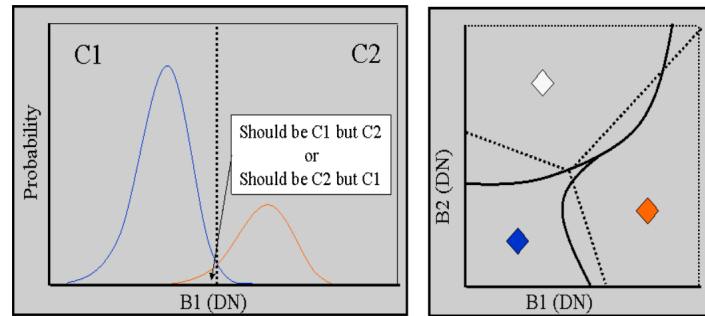 C1
C2
Should be C1 but C2
or
Should be C2 but C1
Probability
B1 (DN)
B2 (DN)
B1 (DN)